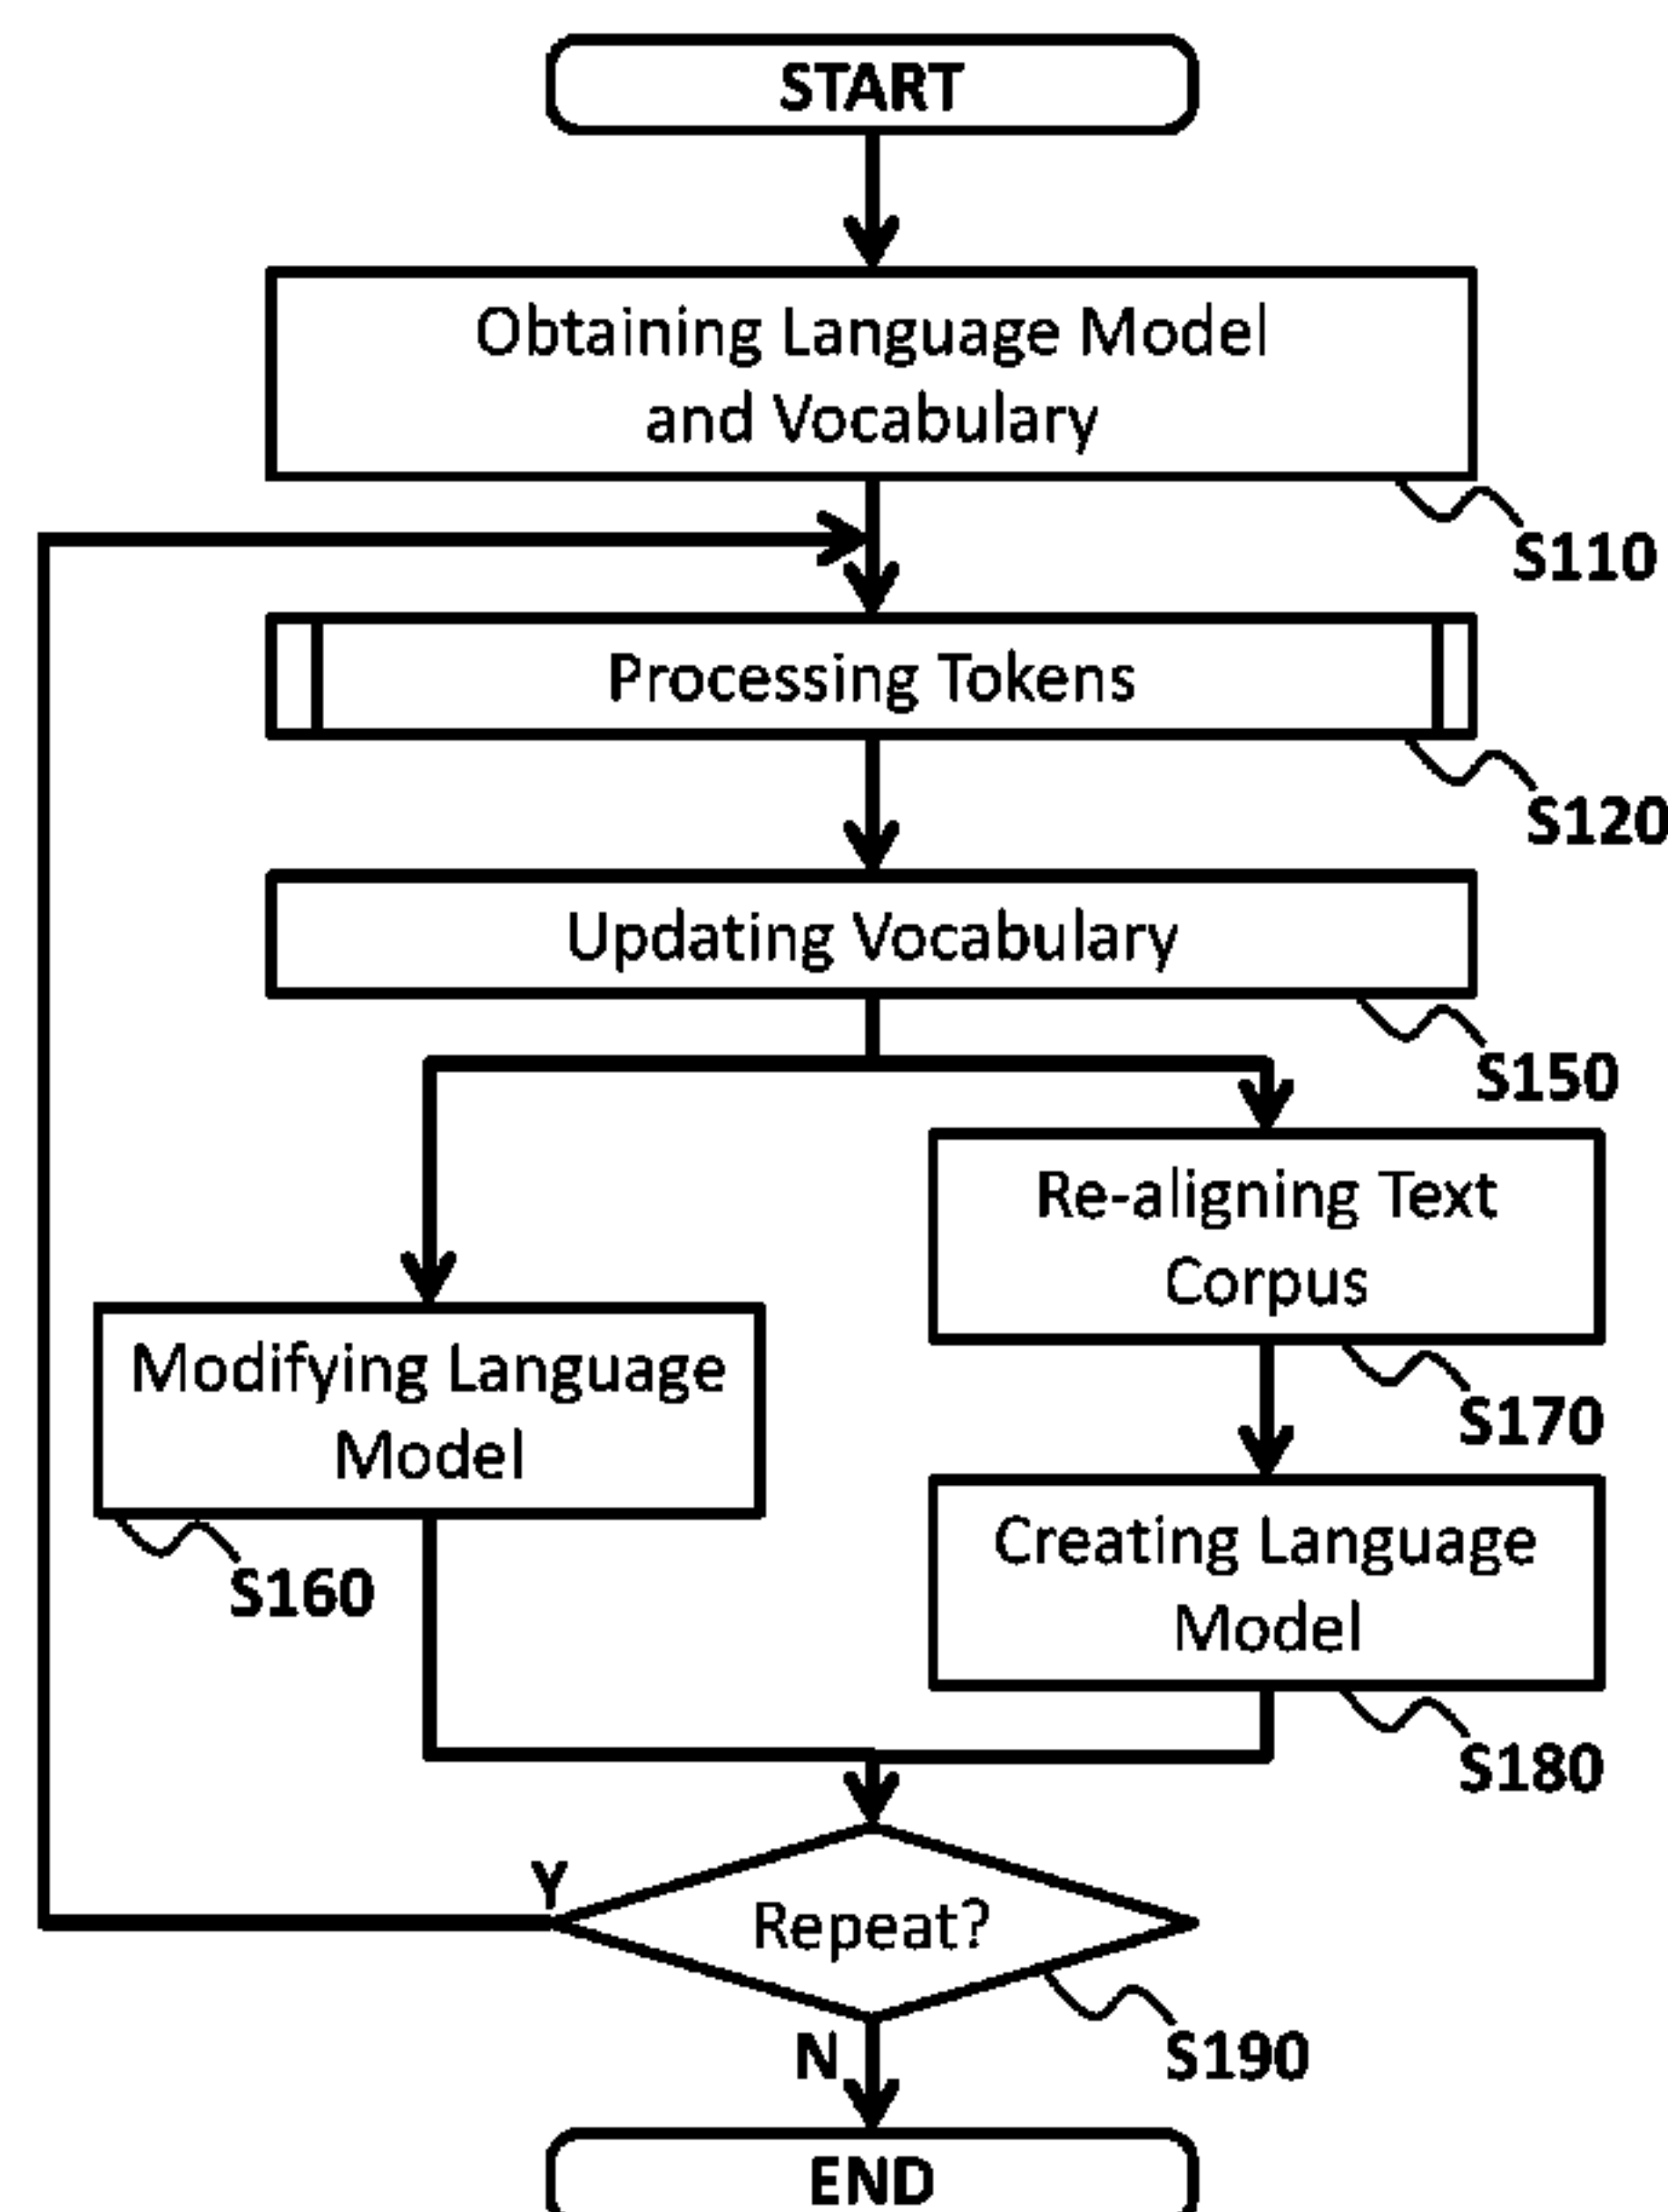 START
Obtaining Language Model
and Vocabulary
S110
Processing Tokens
S120
Updating Vocabulary
S150
Re-aligning Text
Corpus
S170
Modifying Language
Model
S160
Creating Language
Model
S180
Y
Repeat?
S190
N
END